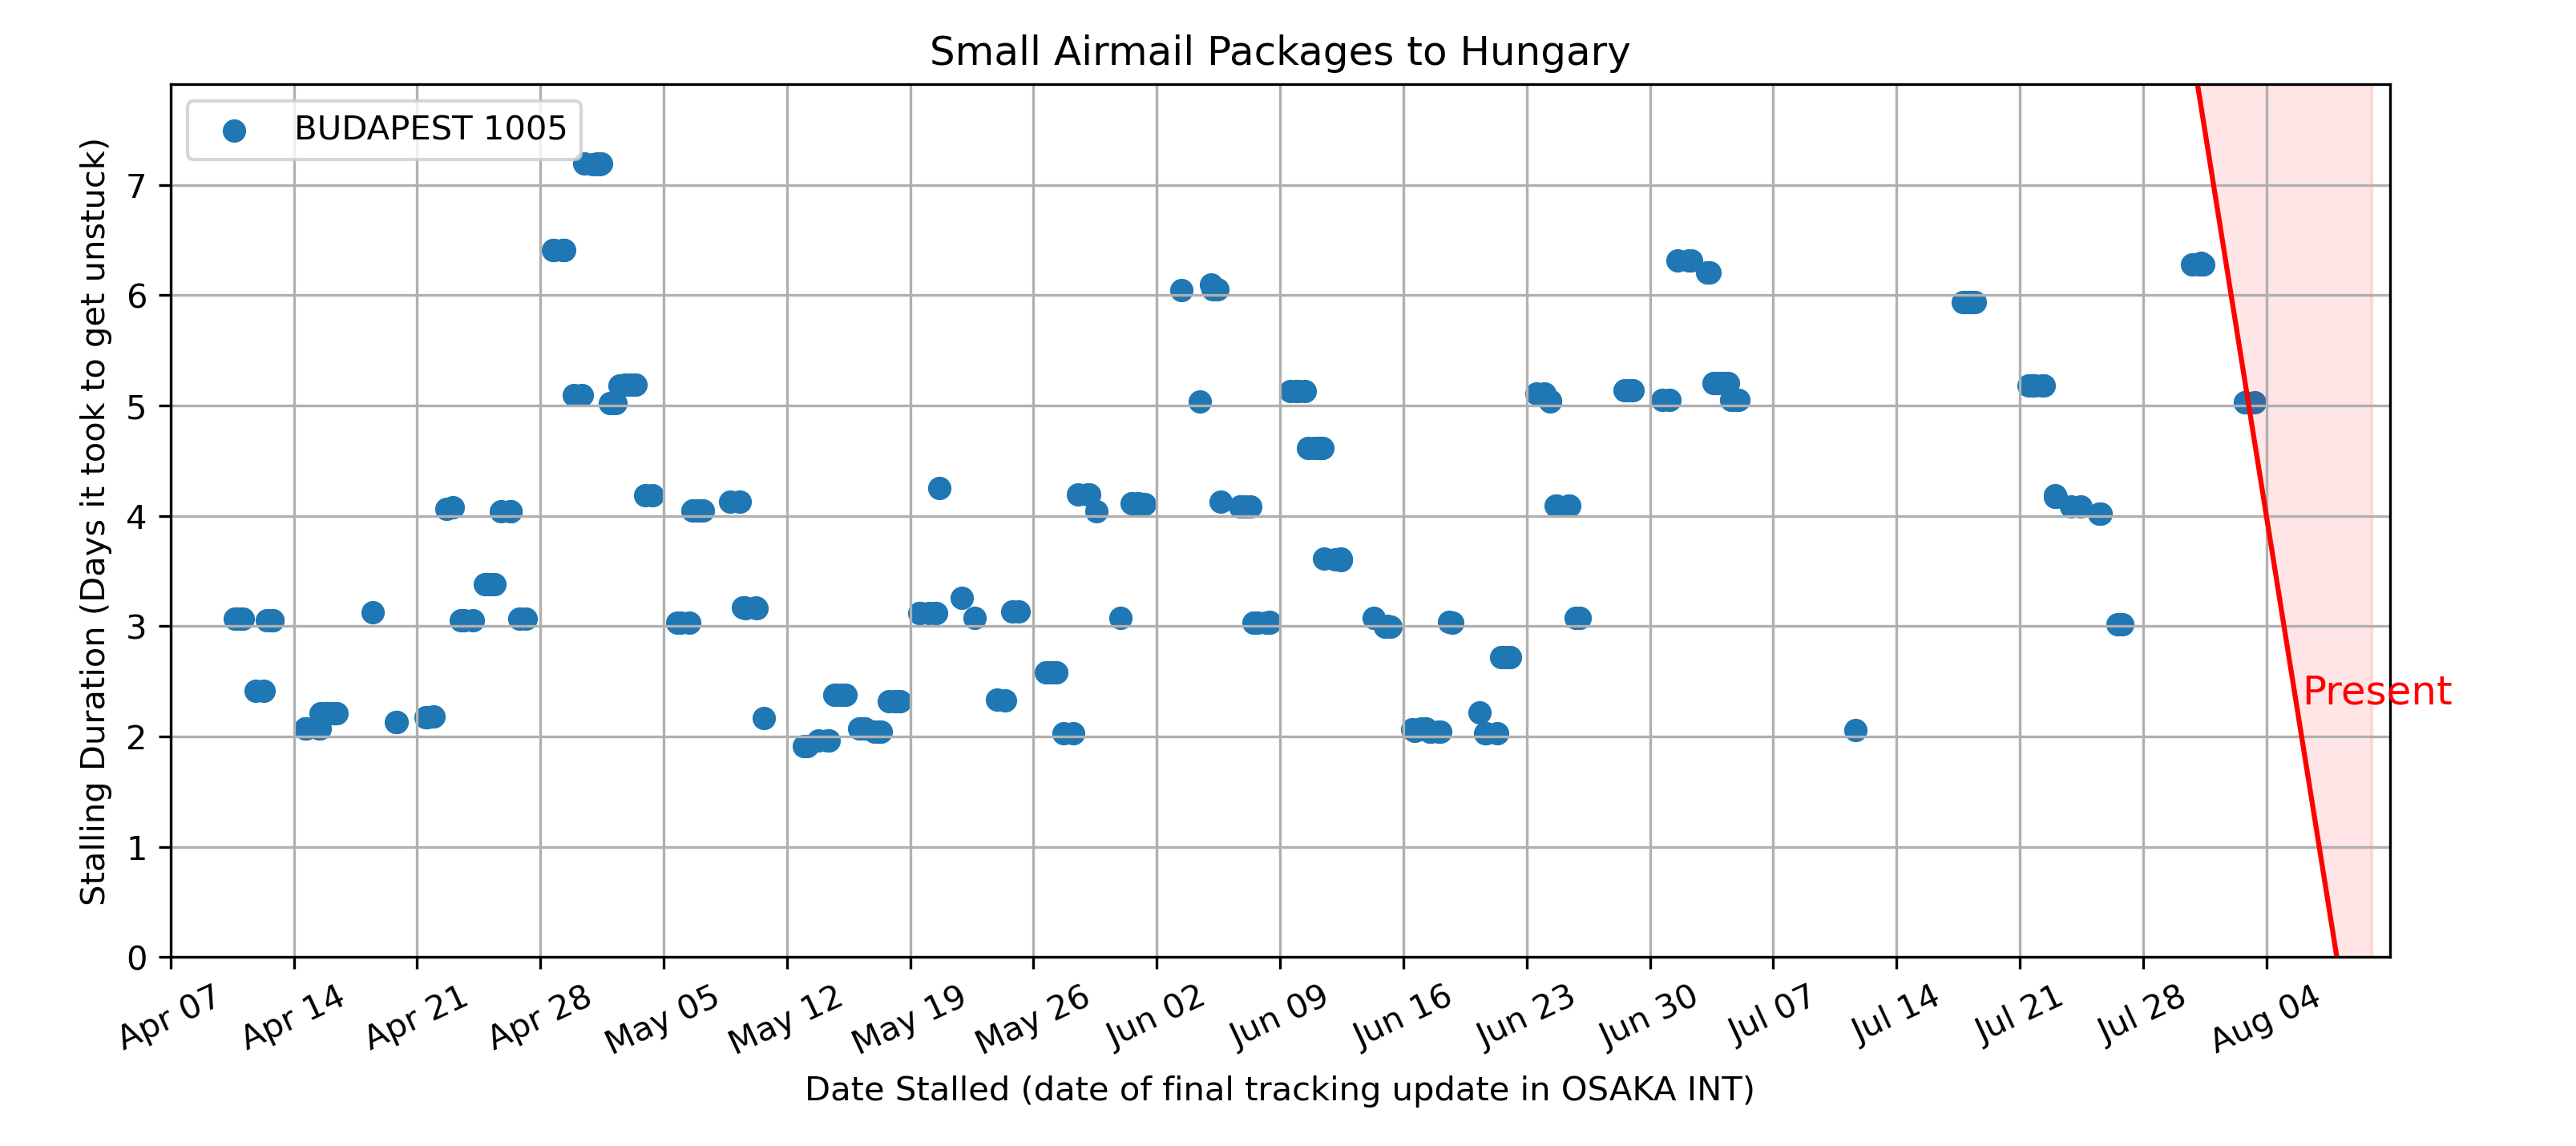 Small Airmail Packages to Hungary
BUDAPEST 1005
Stalling Duration (Days it took to get unstuck)
7
6
5
4
3
2
1
0
Present
Apr 07
Apr 14
Apr 21
Apr 28
May 05
May 12
May 19
May 26
Jun 02
Jun 09
Jun 16
Jun 23
Jun 30
Jul 07
Jul 14
Jul 21
Jul 28
Aug 04
Date Stalled (date of final tracking update in OSAKA INT)